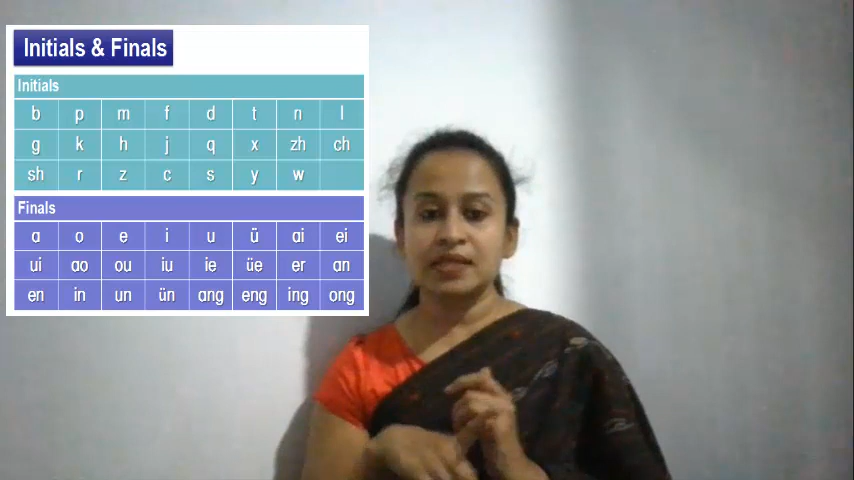 Initials & Finals
Initials
b p m f d t n l
g k h j q x zh ch
sh r z c s y w
Finals
a o e i u ü ai ei
ui ao ou iu ie üe er an
en in un ün ang eng ing ong